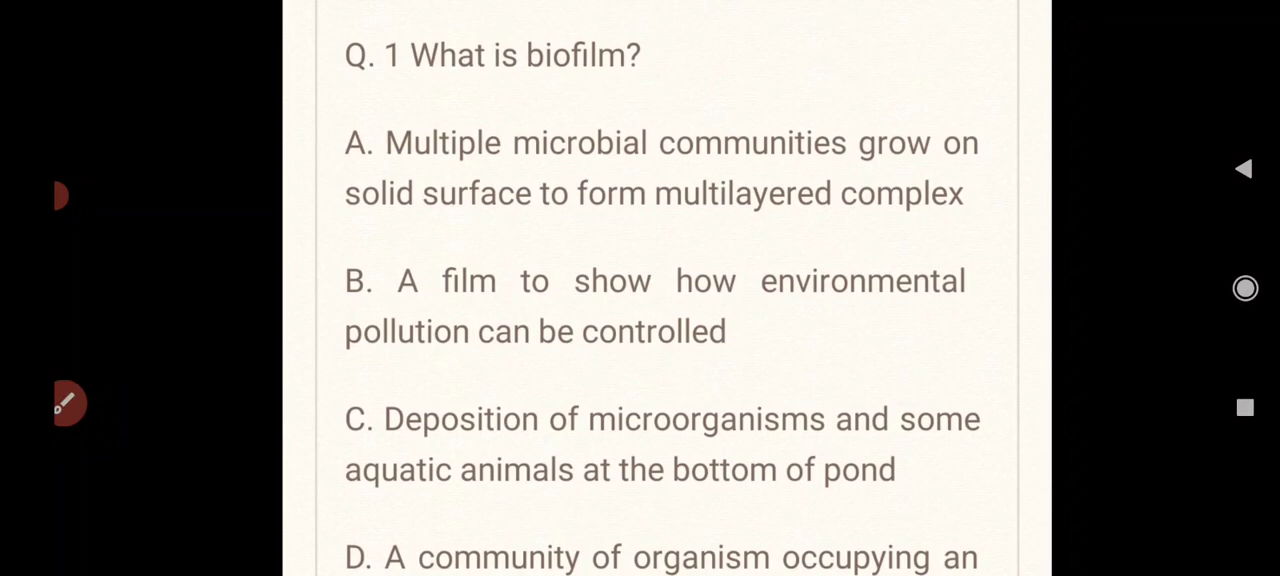 Q. 1 What is biofilm?
A. Multiple microbial communities grow on
solid surface to form multilayered complex
B. A film to show how environmental
pollution can be controlled
C. Deposition of microorganisms and some
aquatic animals at the bottom of pond
D. A community of organism occupying an